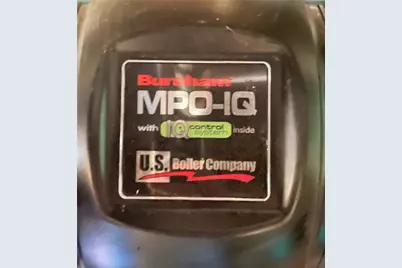 Burnham
MPO-IQ
with IQ control system inside
U.S. Boiler Company